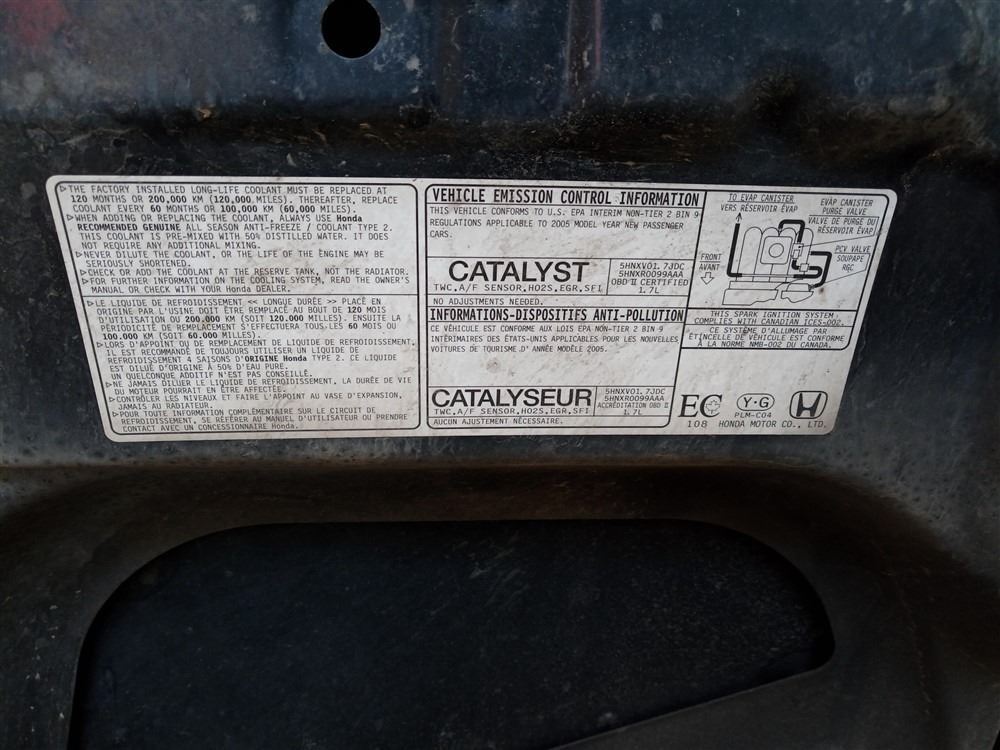 ▷THE FACTORY INSTALLED LONG-LIFE COOLANT MUST BE REPLACED AT
120 MONTHS OR 200,000 KM (120,000 MILES). THEREAFTER, REPLACE
COOLANT EVERY 60 MONTHS OR 100,000 KM (60,000 MILES).
▷WHEN ADDING OR REPLACING THE COOLANT, ALWAYS USE Honda
RECOMMENDED GENUINE ALL SEASON ANTI-FREEZE / COOLANT TYPE 2.
THIS COOLANT IS PRE-MIXED WITH 50% DISTILLED WATER. IT DOES
NOT REQUIRE ANY ADDITIONAL MIXING.
▷NEVER DILUTE THE COOLANT, OR THE LIFE OF THE ENGINE MAY BE
SERIOUSLY SHORTENED.
▷CHECK OR ADD THE COOLANT AT THE RESERVE TANK, NOT THE RADIATOR.
▷FOR FURTHER INFORMATION ON THE COOLING SYSTEM, READ THE OWNER'S
MANUAL OR CHECK WITH YOUR Honda DEALER.
▷LE LIQUIDE DE REFROIDISSEMENT << LONGUE DURÉE >> PLACÉ EN
ORIGINE PAR L'USINE DOIT ÊTRE REMPLACÉ AU BOUT DE 120 MOIS
D'UTILISATION OU 200.000 KM (SOIT 120.000 MILLES). ENSUITE LA
PÉRIODICITÉ DE REMPLACEMENT S'EFFECTUERA TOUS LES 60 MOIS OU
100.000 KM (SOIT 60.000 MILLES).
▷LORS D'APPOINT OU DE REMPLACEMENT DE LIQUIDE DE REFROIDISSEMENT,
IL EST RECOMMANDÉ DE TOUJOURS UTILISER UN LIQUIDE DE
REFROIDISSEMENT 4 SAISONS D'ORIGINE Honda TYPE 2. CE LIQUIDE
EST DILUÉ D'ORIGINE À 50% D'EAU PURE.
UN QUELCONQUE ADDITIF N'EST PAS CONSEILLÉ.
▷NE JAMAIS DILUER LE LIQUIDE DE REFROIDISSEMENT, LA DURÉE DE VIE
DU MOTEUR POURRAIT EN ÊTRE AFFECTÉE.
▷CONTRÔLER LES NIVEAUX ET FAIRE L'APPOINT AU VASE D'EXPANSION,
JAMAIS AU RADIATEUR.
▷POUR TOUTE INFORMATION COMPLÉMENTAIRE SUR LE CIRCUIT DE
REFROIDISSEMENT, SE RÉFÉRER AU MANUEL D'UTILISATEUR OU PRENDRE
CONTACT AVEC UN CONCESSIONNAIRE Honda.
VEHICLE EMISSION CONTROL INFORMATION
THIS VEHICLE CONFORMS TO U.S. EPA INTERIM NON-TIER 2 BIN 9
REGULATIONS APPLICABLE TO 2005 MODEL YEAR NEW PASSENGER
CARS.
CATALYST
TWC,A/F SENSOR,HO2S,EGR,SFI
5HNXV01.7JDC
5HNXR0099AAA
OBD II CERTIFIED
1.7L
NO ADJUSTMENTS NEEDED.
INFORMATIONS-DISPOSITIFS ANTI-POLLUTION
CE VÉHICULE EST CONFORME AUX LOIS EPA NON-TIER 2 BIN 9
INTÉRIMAIRES DES ÉTATS-UNIS APPLICABLES POUR LES NOUVELLES
VOITURES DE TOURISME D' ANNÉE MODÈLE 2005.
CATALYSEUR
TWC,A/F SENSOR,HO2S,EGR,SFI
5HNXV01.7JDC
5HNXR0099AAA
ACCRÉDITATION OBD II
1.7L
AUCUN AJUSTEMENT NÉCESSAIRE.
TO EVAP CANISTER
VERS RÉSERVOIR ÉVAP
EVAP CANISTER
PURGE VALVE
VALVE DE PURGE DU
RÉSERVOIR ÉVAP
PCV VALVE
SOUPAPE
RGC
FRONT
AVANT
THIS SPARK IGNITION SYSTEM
COMPLIES WITH CANADIAN ICES-002.
CE SYSTÈME D'ALLUMAGE PAR
ÉTINCELLE DE VÉHICULE EST CONFORME
À LA NORME NMB-002 DU CANADA.
EC
108
Y·G
PLM-C04
HONDA MOTOR CO., LTD.